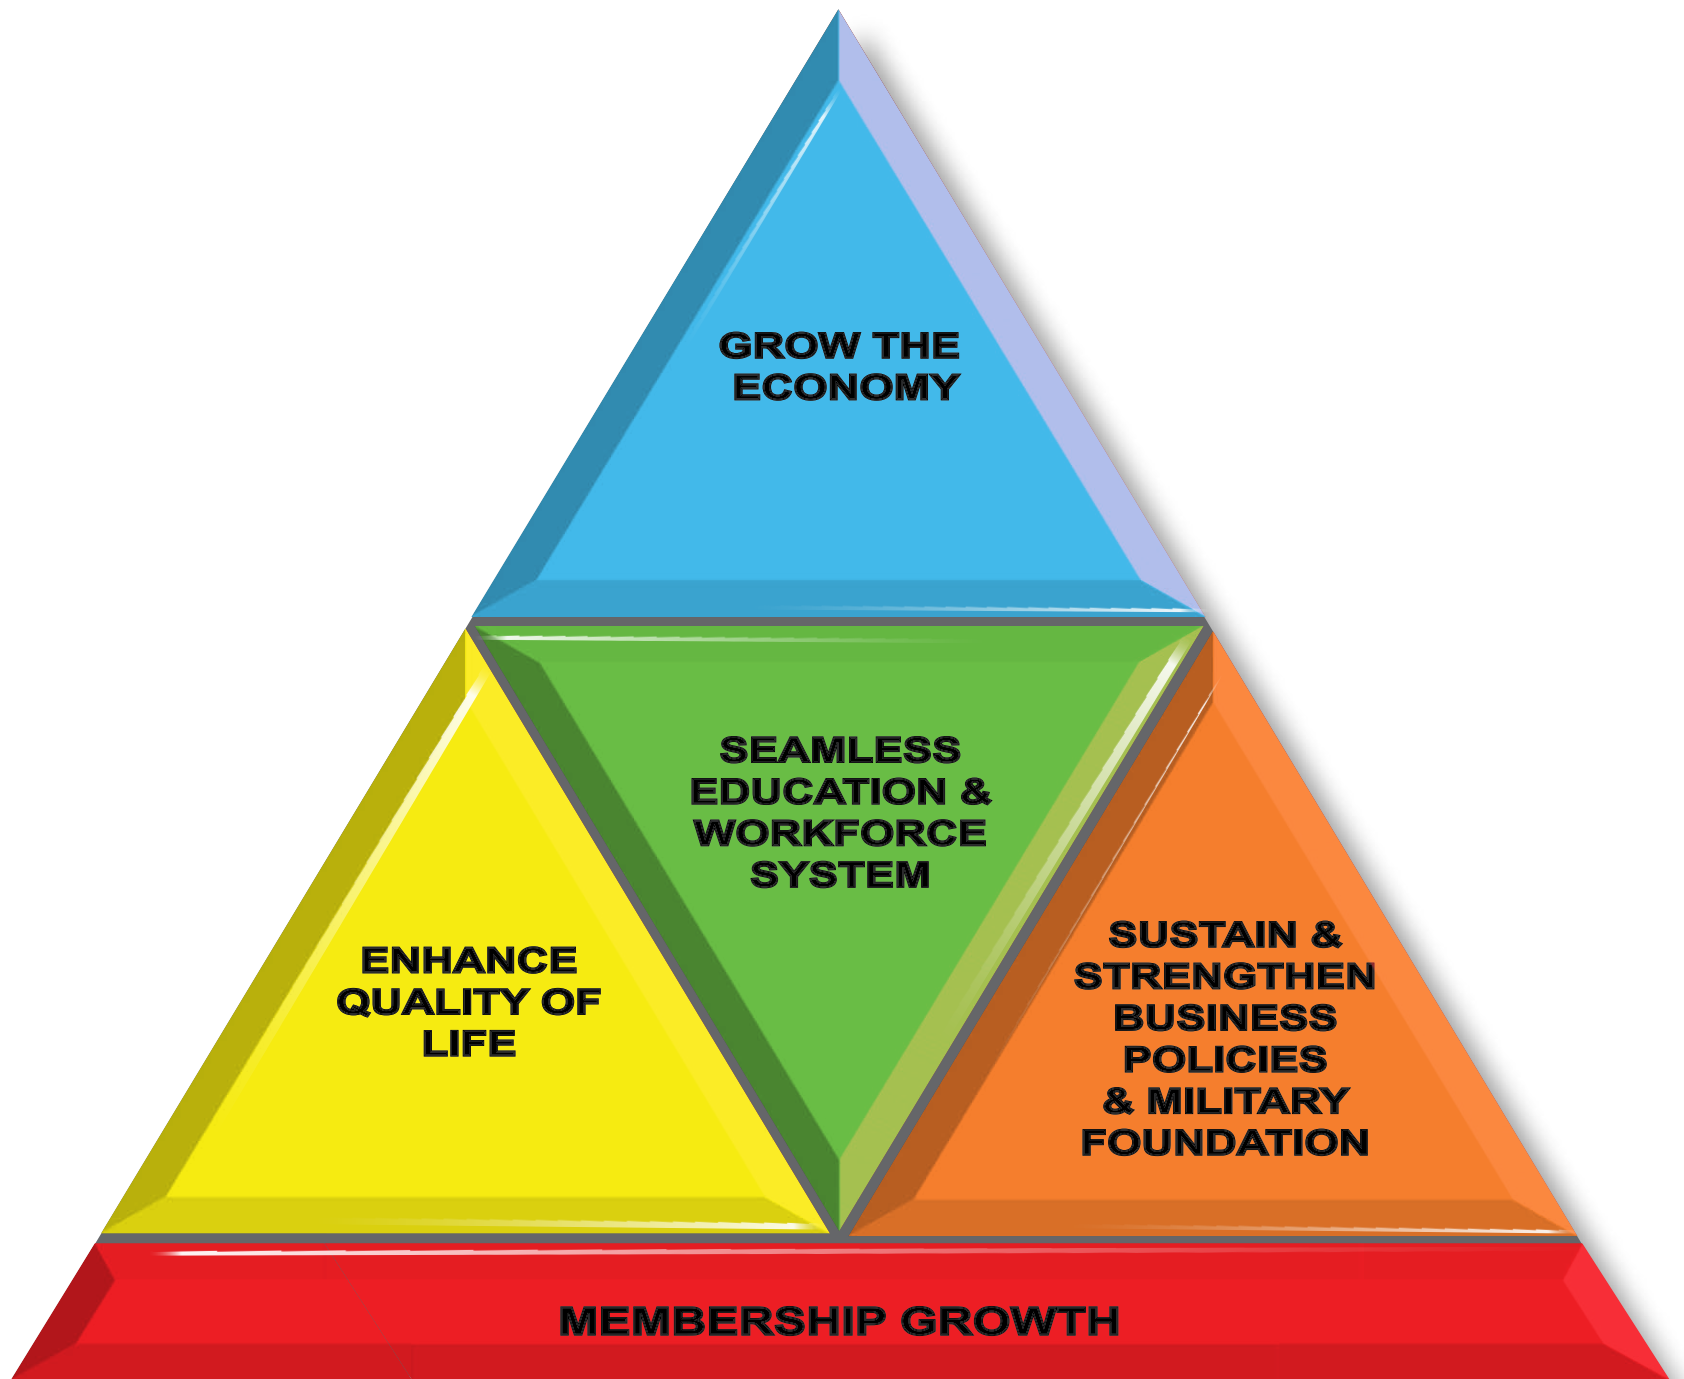 GROW THE
ECONOMY
SEAMLESS
EDUCATION &
WORKFORCE
SYSTEM
ENHANCE
QUALITY OF
LIFE
SUSTAIN &
STRENGTHEN
BUSINESS
POLICIES
& MILITARY
FOUNDATION
MEMBERSHIP GROWTH